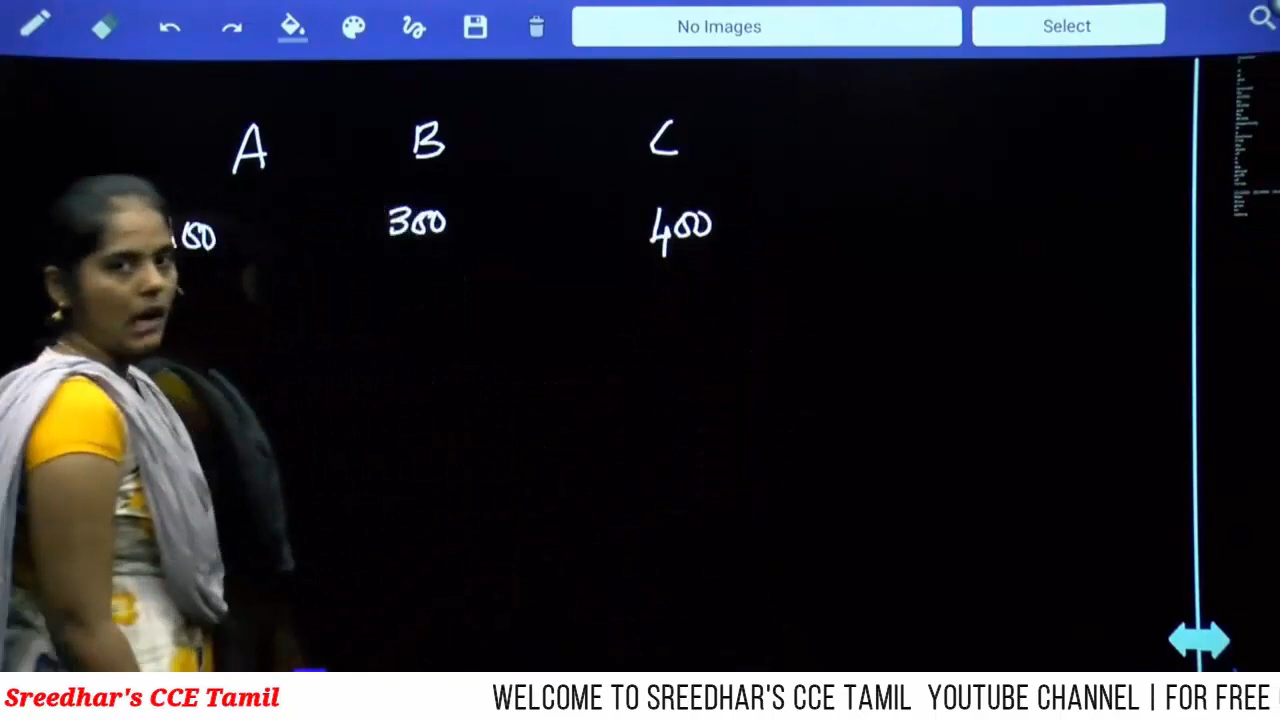 No Images
Select
A B C
300 400
Sreedhar's CCE Tamil
WELCOME TO SREEDHAR'S CCE TAMIL YOUTUBE CHANNEL | FOR FREE